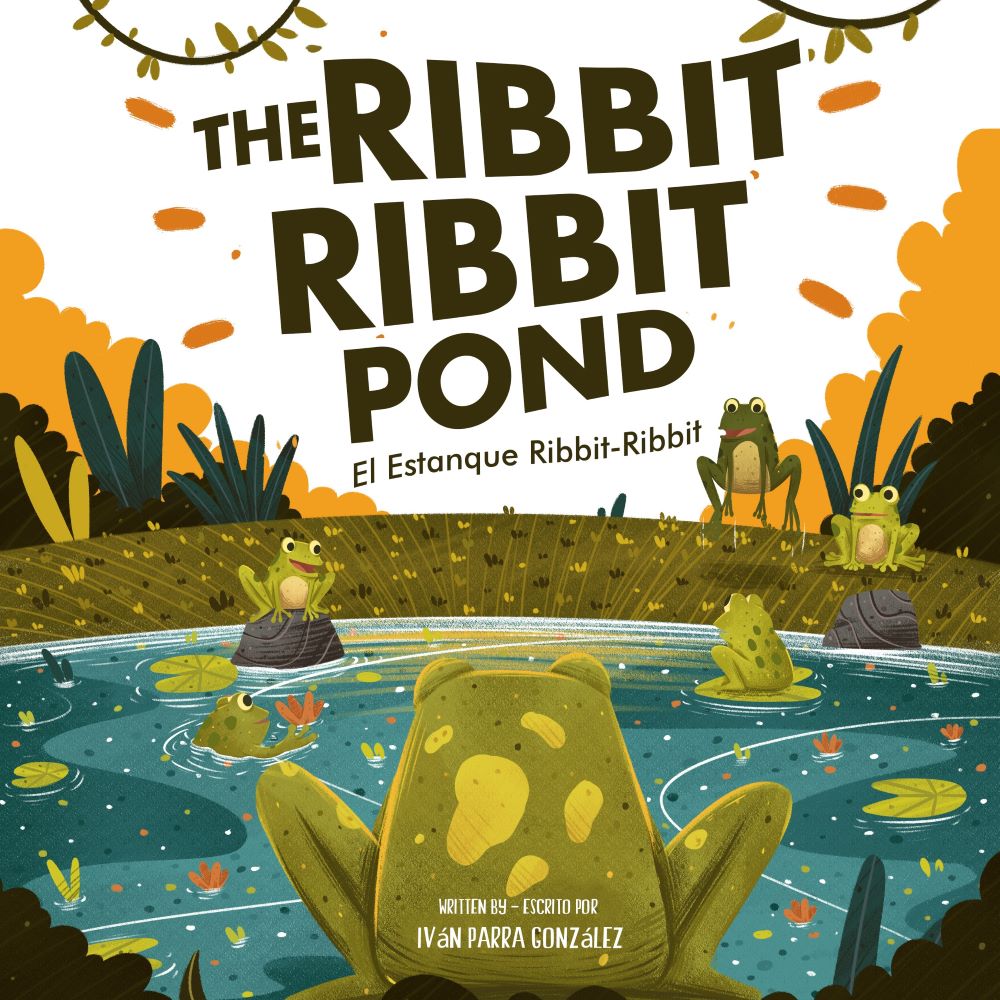 THE RIBBIT
RIBBIT
POND
El Estanque Ribbit-Ribbit
WRITTEN BY - ESCRITO POR
IVáN PARRA GONZáLEZ